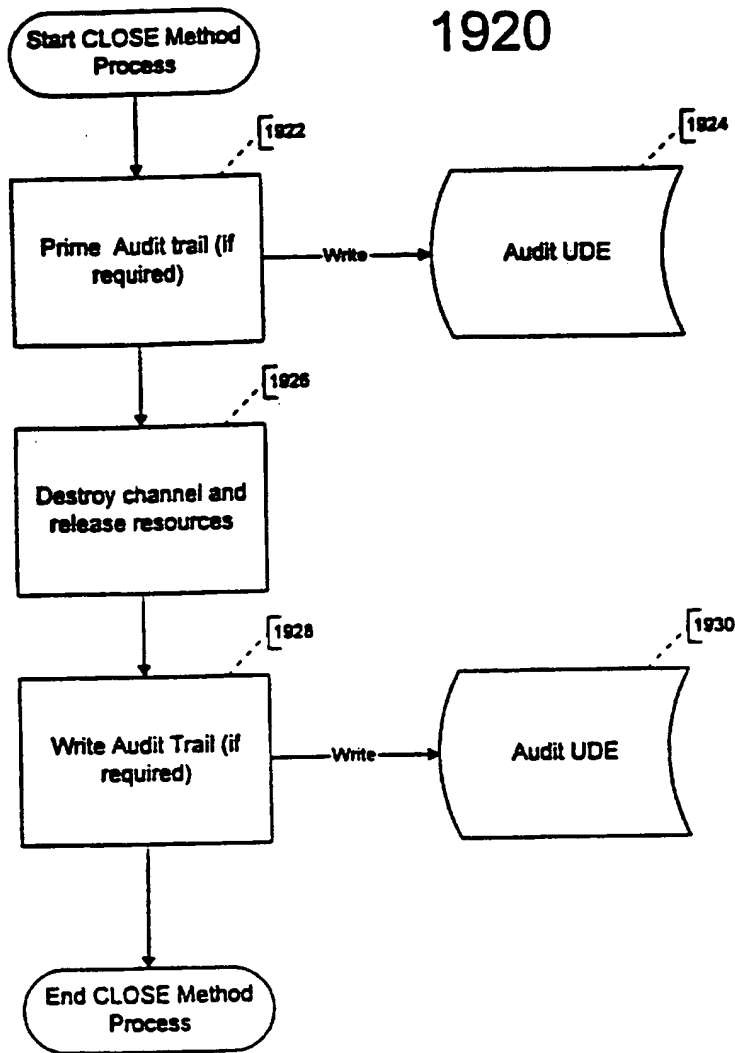 1920
Start CLOSE Method
Process
1922
1924
Prime Audit trail (if
required)
Write
Audit UDE
1926
Destroy channel and
release resources
1928
1930
Write Audit Trail (if
required)
Write
Audit UDE
End CLOSE Method
Process